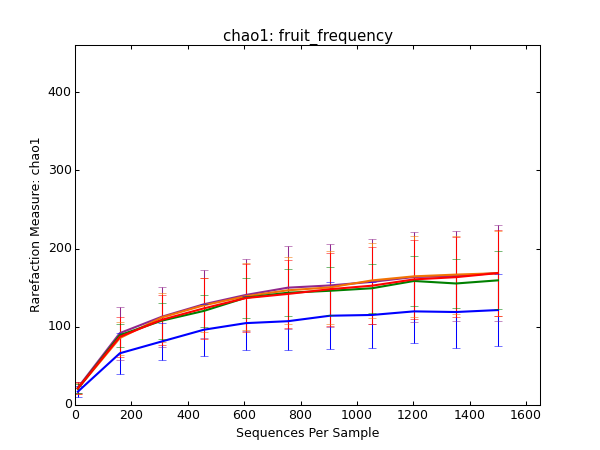 chao1: fruit_frequency
400
300
200
100
0
Rarefaction Measure: chao1
0 200 400 600 800 1000 1200 1400 1600
Sequences Per Sample